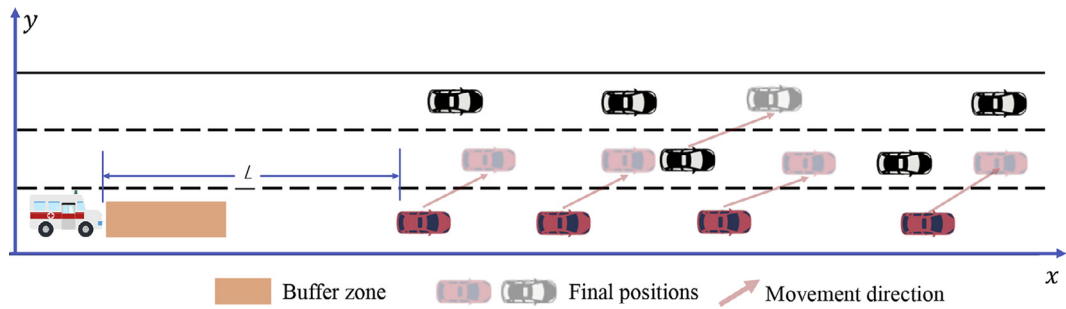 y
L
x
Buffer zone
Final positions
Movement direction